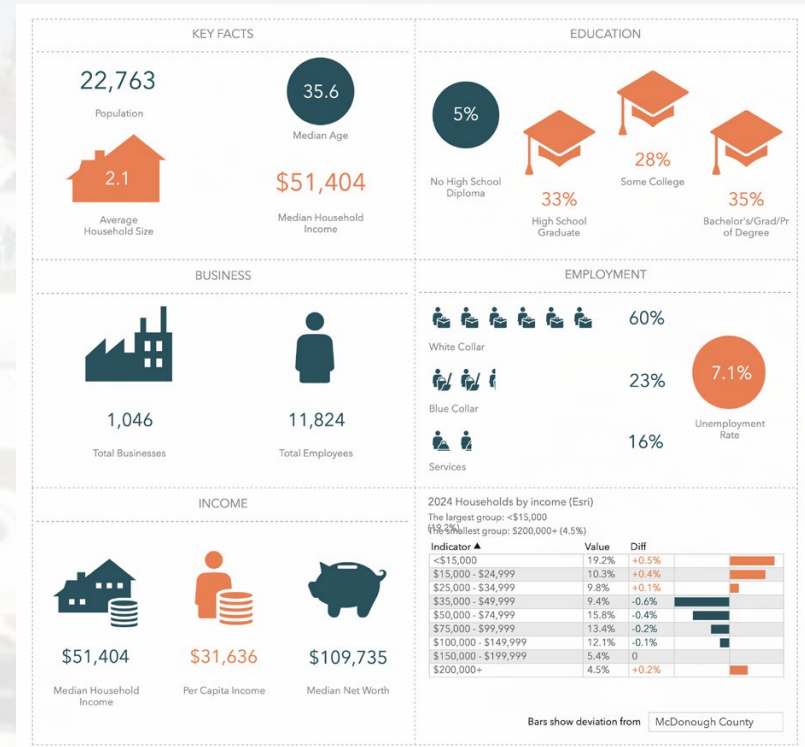 KEY FACTS
22,763
Population
35.6
Median Age
2.1
Average
Household Size
$51,404
Median Household
Income
EDUCATION
5%
No High School
Diploma
33%
High School
Graduate
28%
Some College
35%
Bachelor's/Grad/Pr
of Degree
BUSINESS
1,046
Total Businesses
11,824
Total Employees
EMPLOYMENT
60%
White Collar
23%
Blue Collar
16%
Services
7.1%
Unemployment
Rate
INCOME
$51,404
Median Household
Income
$31,636
Per Capita Income
$109,735
Median Net Worth
2024 Households by income (Esri)
The largest group: <$15,000
(19.2%)
The smallest group: $200,000+ (4.5%)
Indicator ▲ Value Diff
<$15,000 19.2% +0.5%
$15,000 - $24,999 10.3% +0.4%
$25,000 - $34,999 9.8% +0.1%
$35,000 - $49,999 9.4% -0.6%
$50,000 - $74,999 15.8% -0.4%
$75,000 - $99,999 13.4% -0.2%
$100,000 - $149,999 12.1% -0.1%
$150,000 - $199,999 5.4% 0
$200,000+ 4.5% +0.2%
Bars show deviation from McDonough County